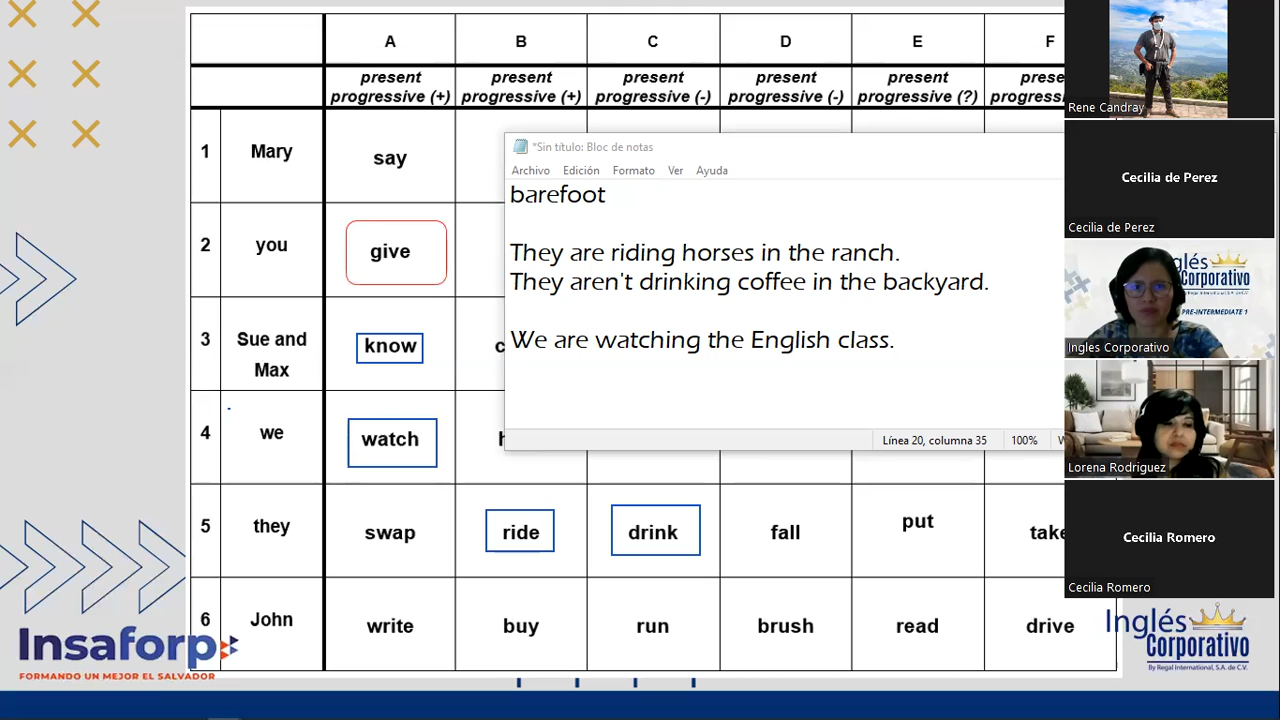 A B C D E F
present progressive (+) present progressive (+) present progressive (-) present progressive (-) present progressive (?)
1 Mary say
2 you give
3 Sue and Max know
4 we watch
5 they swap ride drink fall put take
6 John write buy run brush read drive
*Sin título: Bloc de notas
Archivo Edición Formato Ver Ayuda
barefoot
They are riding horses in the ranch.
They aren't drinking coffee in the backyard.
We are watching the English class.
Línea 20, columna 35 100%
Rene Candray
Cecilia de Perez
Cecilia de Perez
Inglés
Corporativo
PRE-INTERMEDIATE 1
Ingles Corporativo
Lorena Rodriguez
Cecilia Romero
Cecilia Romero
Insaforp
FORMANDO UN MEJOR EL SALVADOR
Inglés
Corporativo
By Regal International, S.A. de C.V.